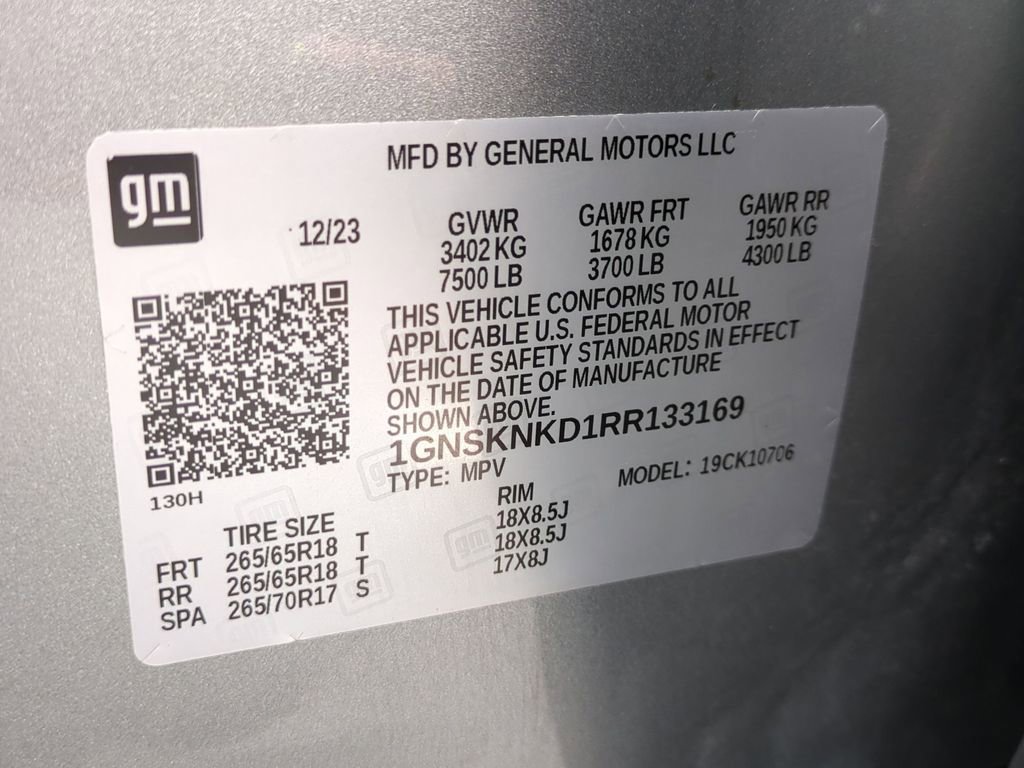 gm
MFD BY GENERAL MOTORS LLC
12/23
GVWR
3402 KG
7500 LB
GAWR FRT
1678 KG
3700 LB
GAWR RR
1950 KG
4300 LB
THIS VEHICLE CONFORMS TO ALL
APPLICABLE U.S. FEDERAL MOTOR
VEHICLE SAFETY STANDARDS IN EFFECT
ON THE DATE OF MANUFACTURE
SHOWN ABOVE.
1GNSKNKD1RR133169
TYPE: MPV MODEL: 19CK10706
130H
TIRE SIZE RIM
FRT 265/65R18 T 18X8.5J
RR 265/65R18 T 18X8.5J
SPA 265/70R17 S 17X8J